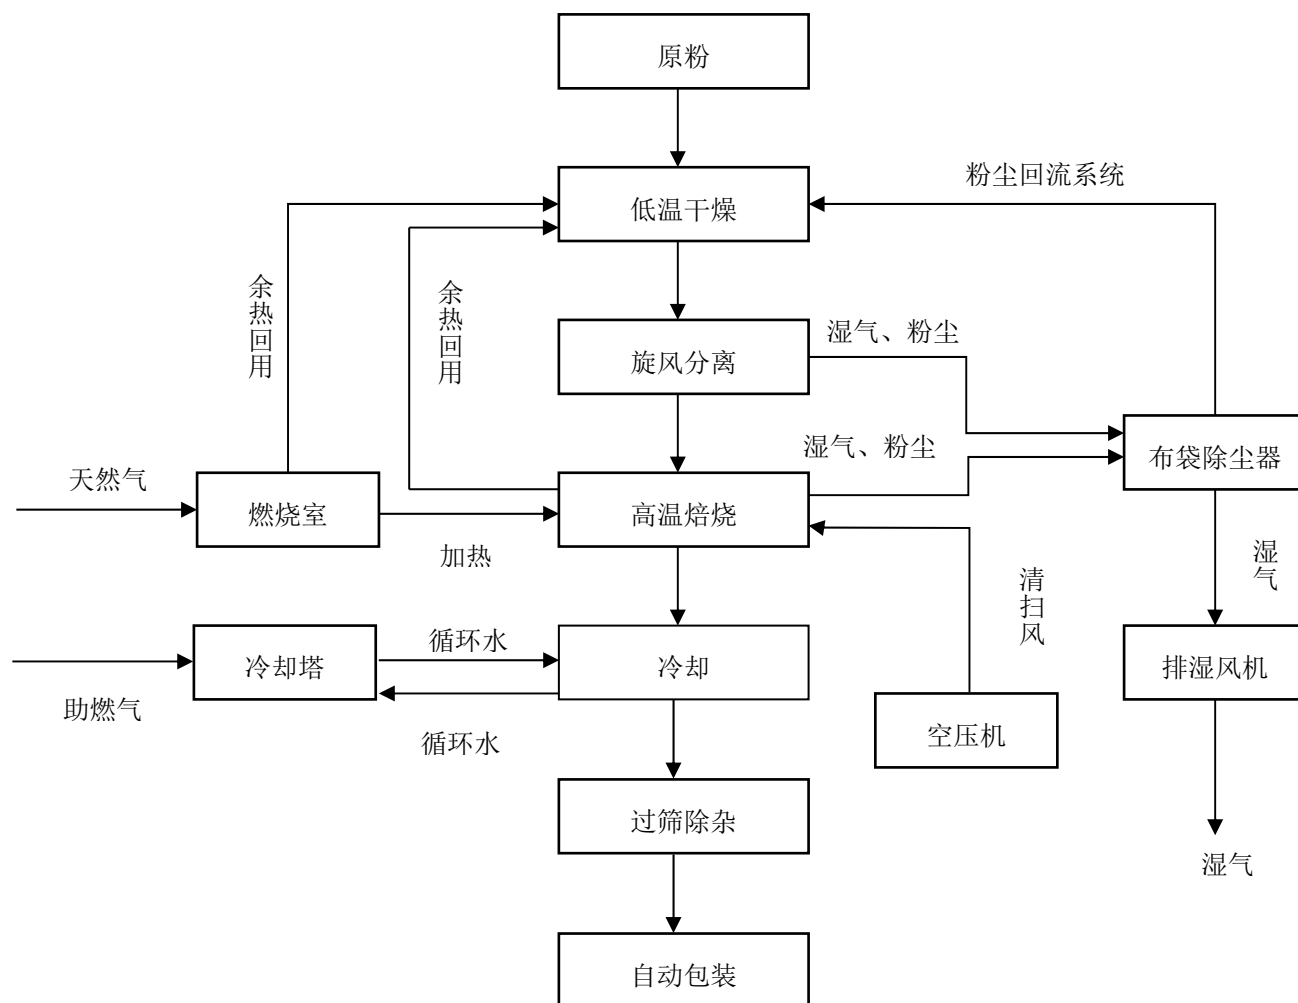 原粉
粉尘回流系统
低温干燥
余热回用
余热回用
湿气、粉尘
旋风分离
湿气、粉尘
布袋除尘器
天然气
燃烧室
高温焙烧
加热
湿气
清扫风
循环水
冷却塔
冷却
排湿风机
助燃气
循环水
空压机
过筛除杂
湿气
自动包装